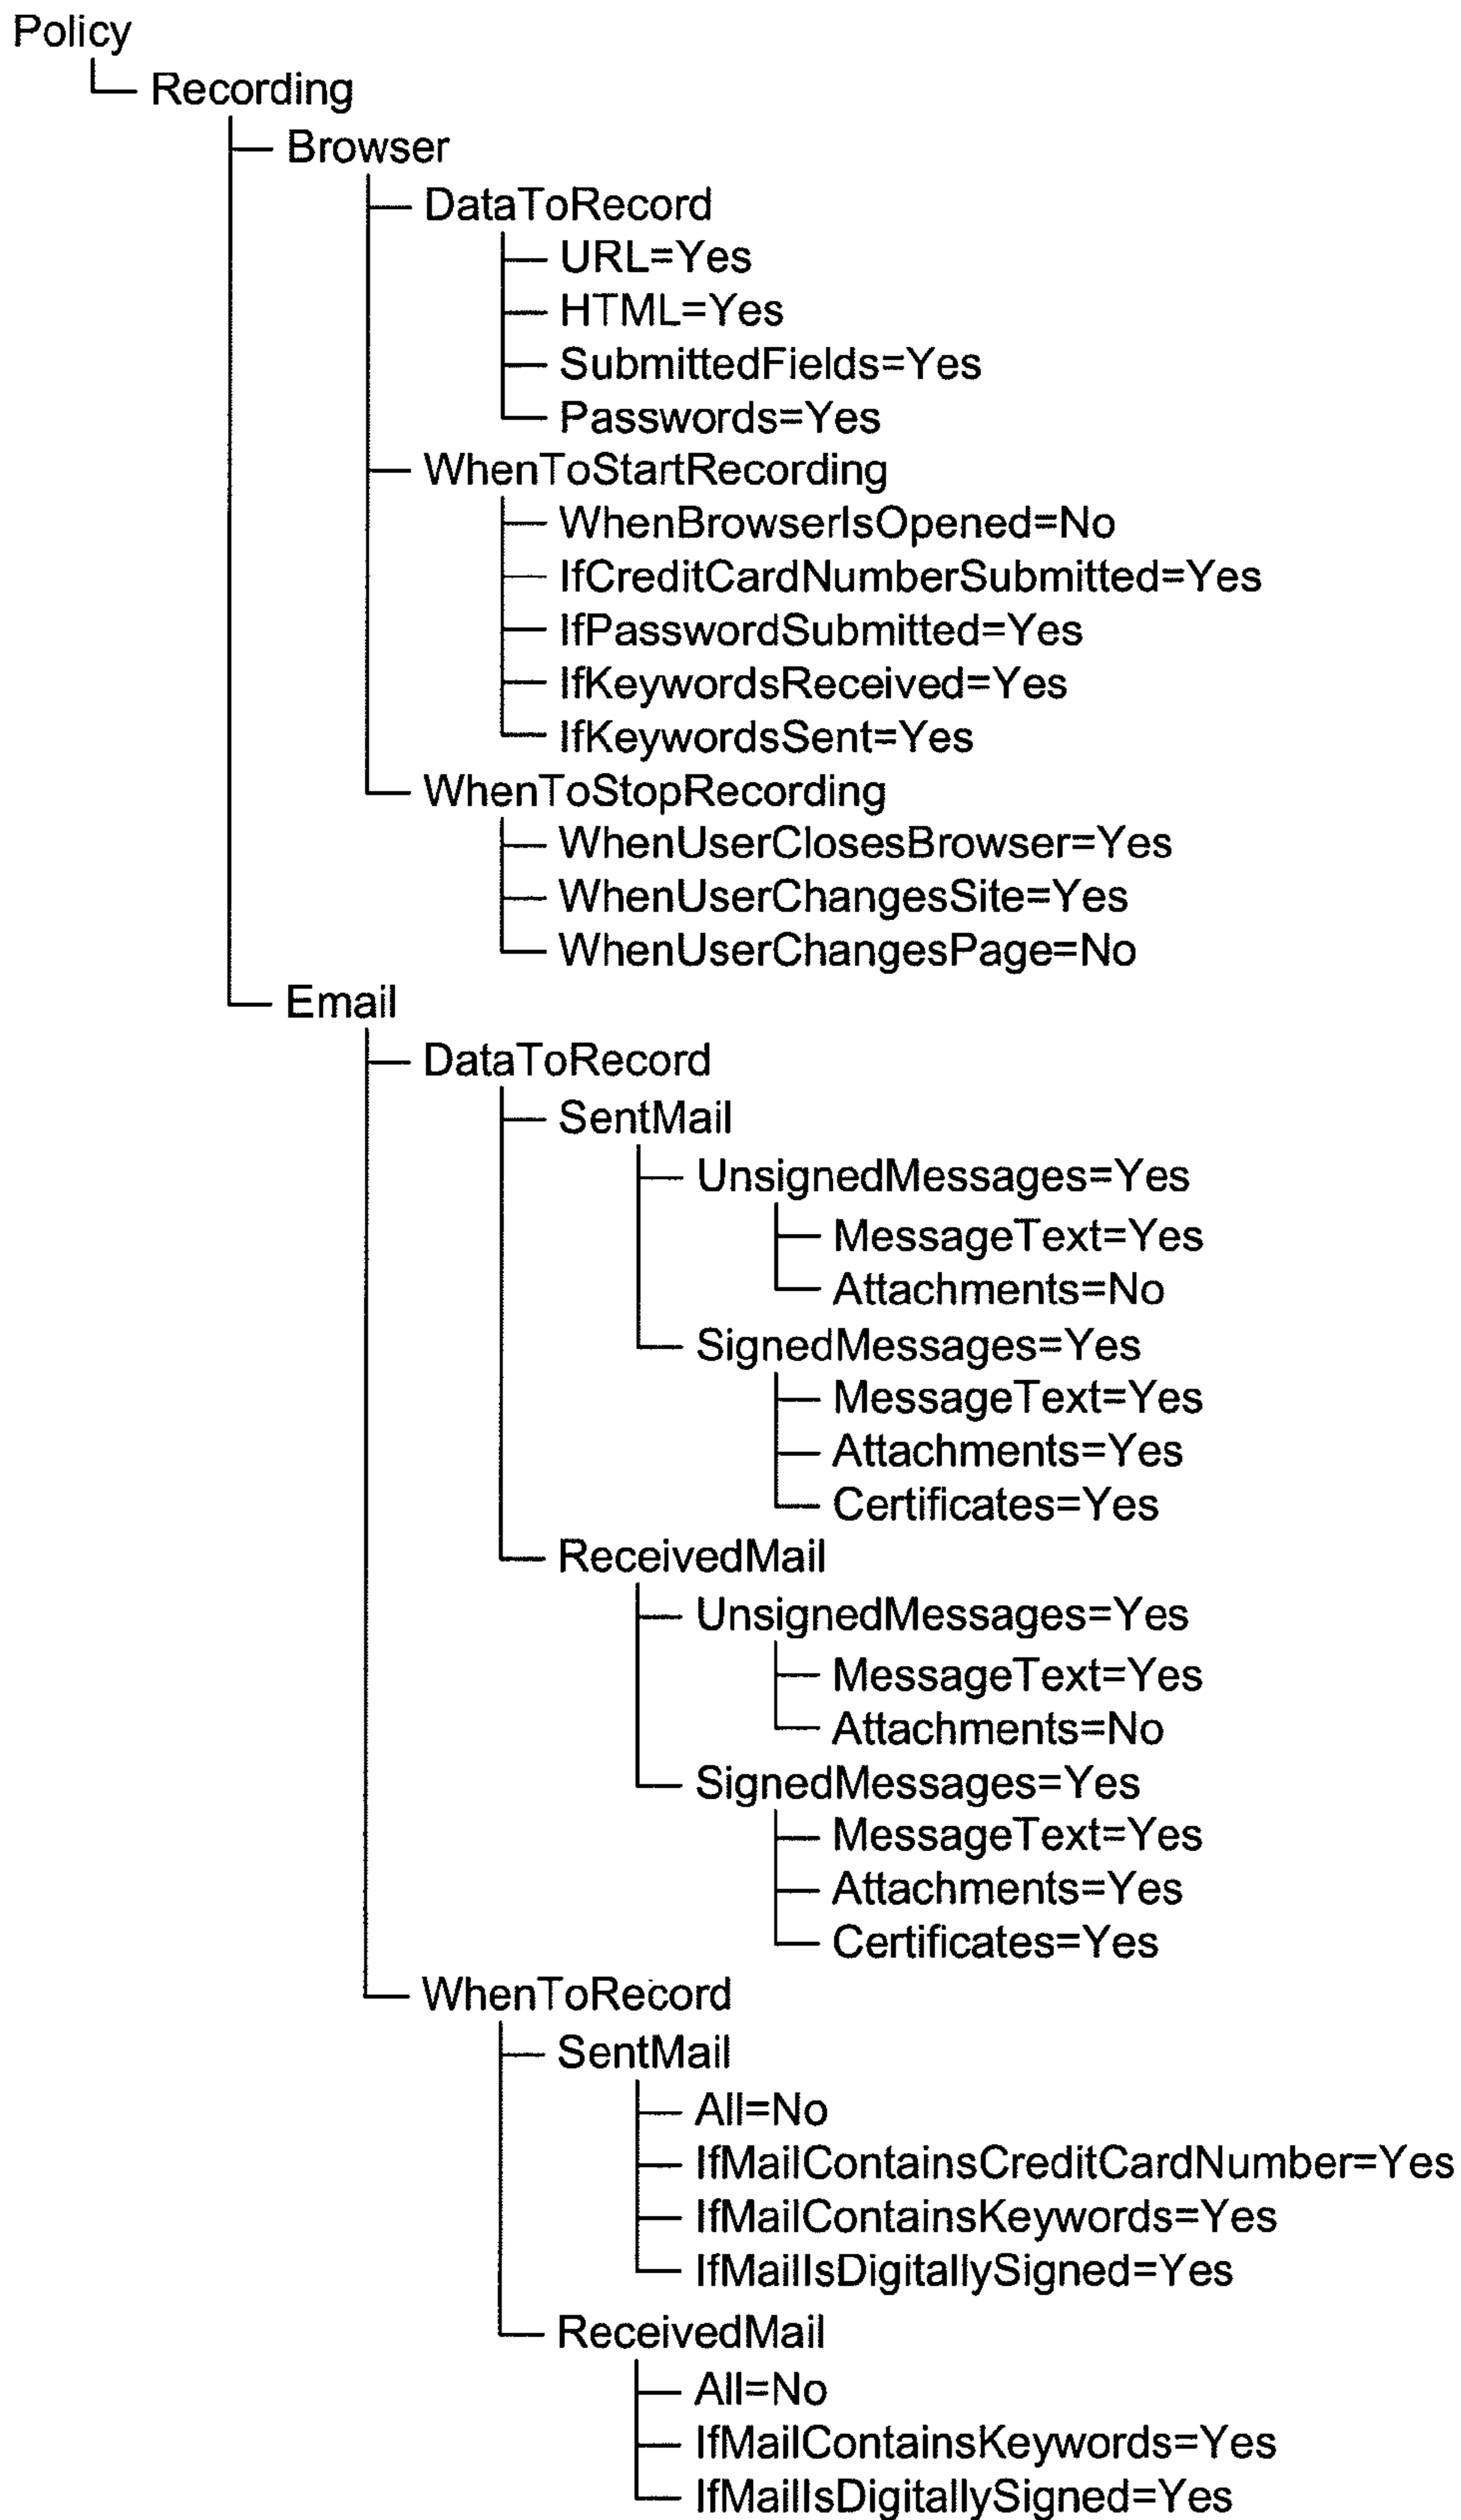 Policy
Recording
Browser
DataToRecord
URL=Yes
HTML=Yes
SubmittedFields=Yes
Passwords=Yes
WhenToStartRecording
WhenBrowserIsOpened=No
IfCreditCardNumberSubmitted=Yes
IfPasswordSubmitted=Yes
IfKeywordsReceived=Yes
IfKeywordsSent=Yes
WhenToStopRecording
WhenUserClosesBrowser=Yes
WhenUserChangesSite=Yes
WhenUserChangesPage=No
Email
DataToRecord
SentMail
UnsignedMessages=Yes
MessageText=Yes
Attachments=No
SignedMessages=Yes
MessageText=Yes
Attachments=Yes
Certificates=Yes
ReceivedMail
UnsignedMessages=Yes
MessageText=Yes
Attachments=No
SignedMessages=Yes
MessageText=Yes
Attachments=Yes
Certificates=Yes
WhenToRecord
SentMail
All=No
IfMailContainsCreditCardNumber=Yes
IfMailContainsKeywords=Yes
IfMailIsDigitallySigned=Yes
ReceivedMail
All=No
IfMailContainsKeywords=Yes
IfMailIsDigitallySigned=Yes